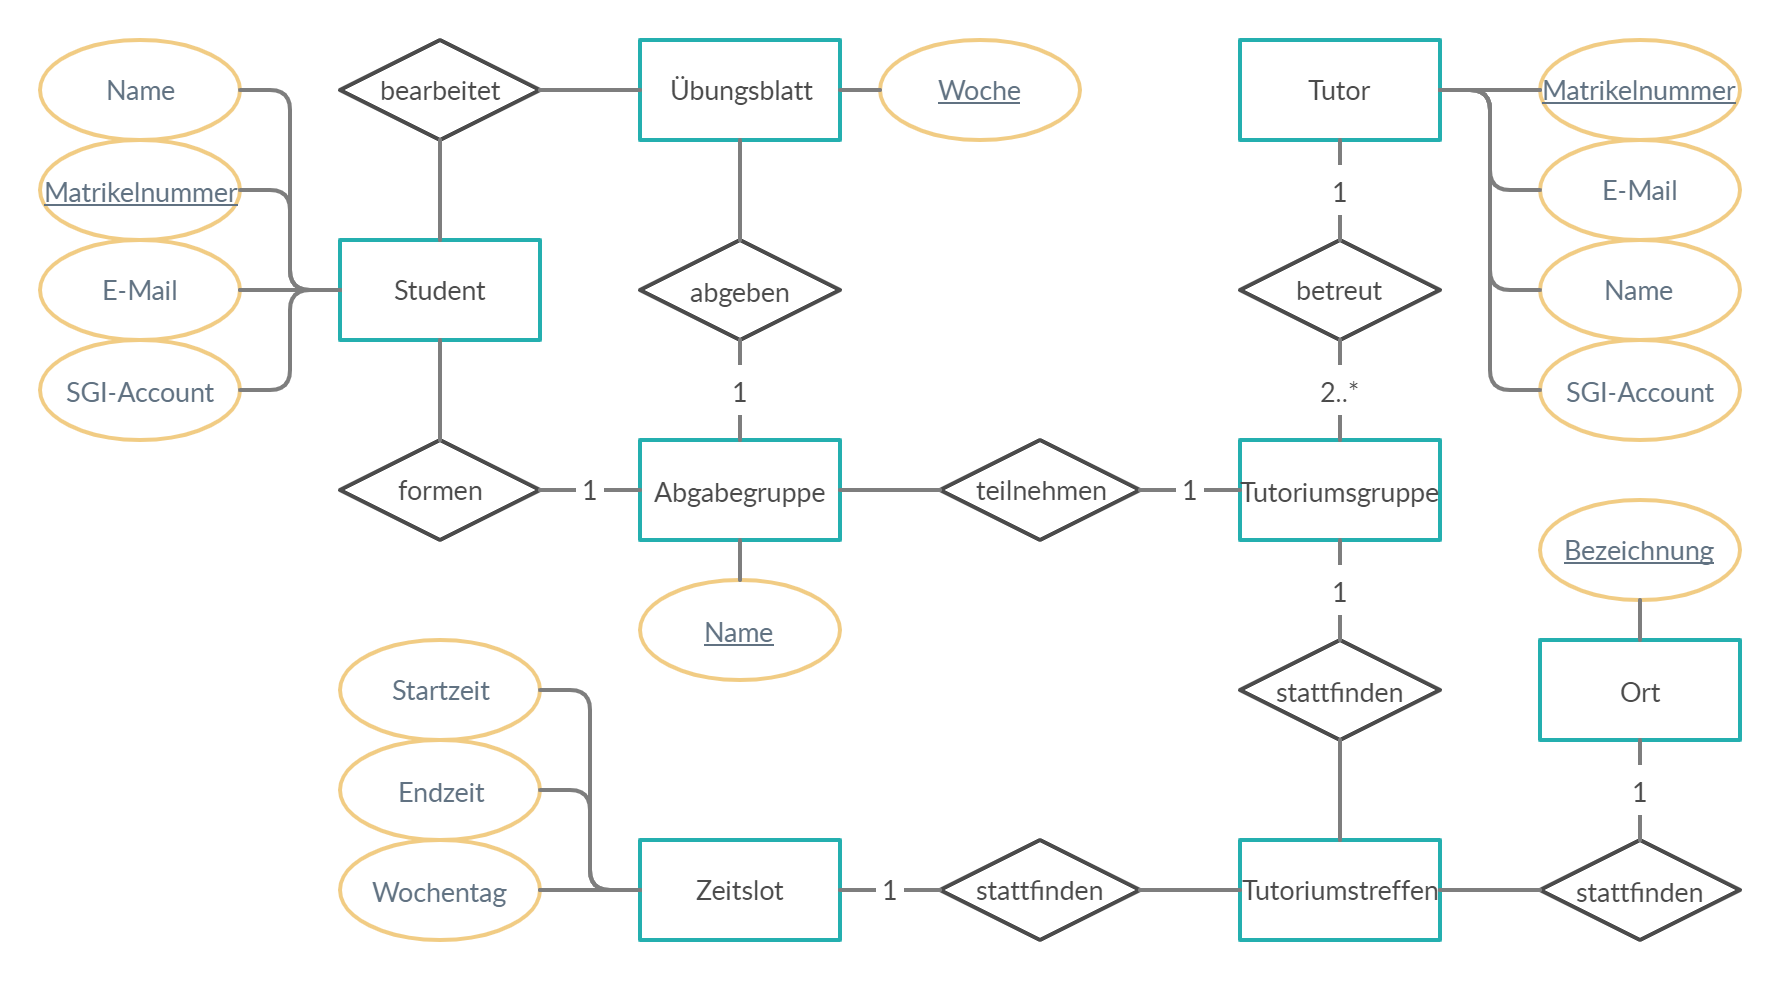 Name
bearbeitet
Übungsblatt
Woche
Tutor
Matrikelnummer
Matrikelnummer
1
E-Mail
E-Mail
Student
abgeben
betreut
Name
SGI-Account
1
2..*
SGI-Account
formen
1
Abgabegruppe
teilnehmen
1
Tutoriumsgruppe
Bezeichnung
1
Name
Startzeit
stattfinden
Ort
Endzeit
1
Wochentag
Zeitslot
1
stattfinden
Tutoriumstreffen
stattfinden